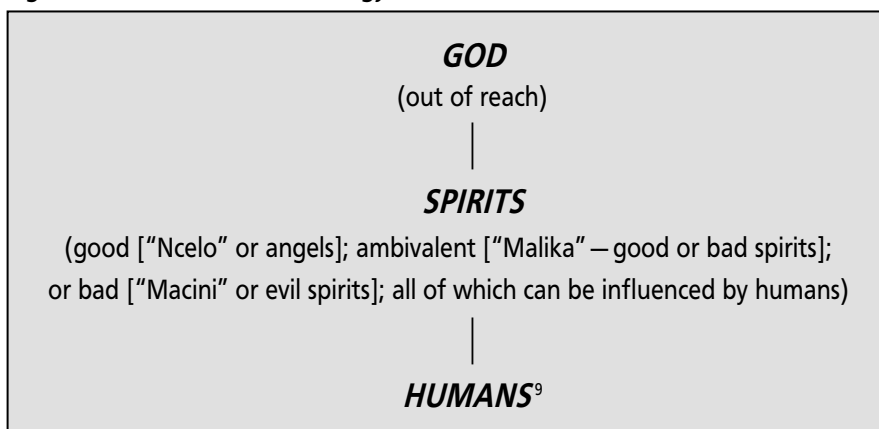 GOD
(out of reach)
SPIRITS
(good [“Ncelo” or angels]; ambivalent [“Malika” — good or bad spirits];
or bad [“Macini” or evil spirits]; all of which can be influenced by humans)
HUMANS⁹